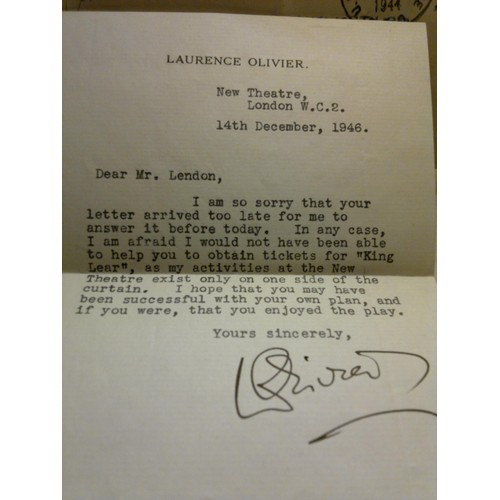 1944
LAURENCE OLIVIER.
New Theatre,
London W.C.2.
14th December, 1946.
Dear Mr. Lendon,
I am so sorry that your
letter arrived too late for me to
answer it before today. In any case,
I am afraid I would not have been able
to help you to obtain tickets for "King
Lear", as my activities at the New
Theatre exist only on one side of the
curtain. I hope that you may have
been successful with your own plan, and
if you were, that you enjoyed the play.
Yours sincerely,
LOlivier